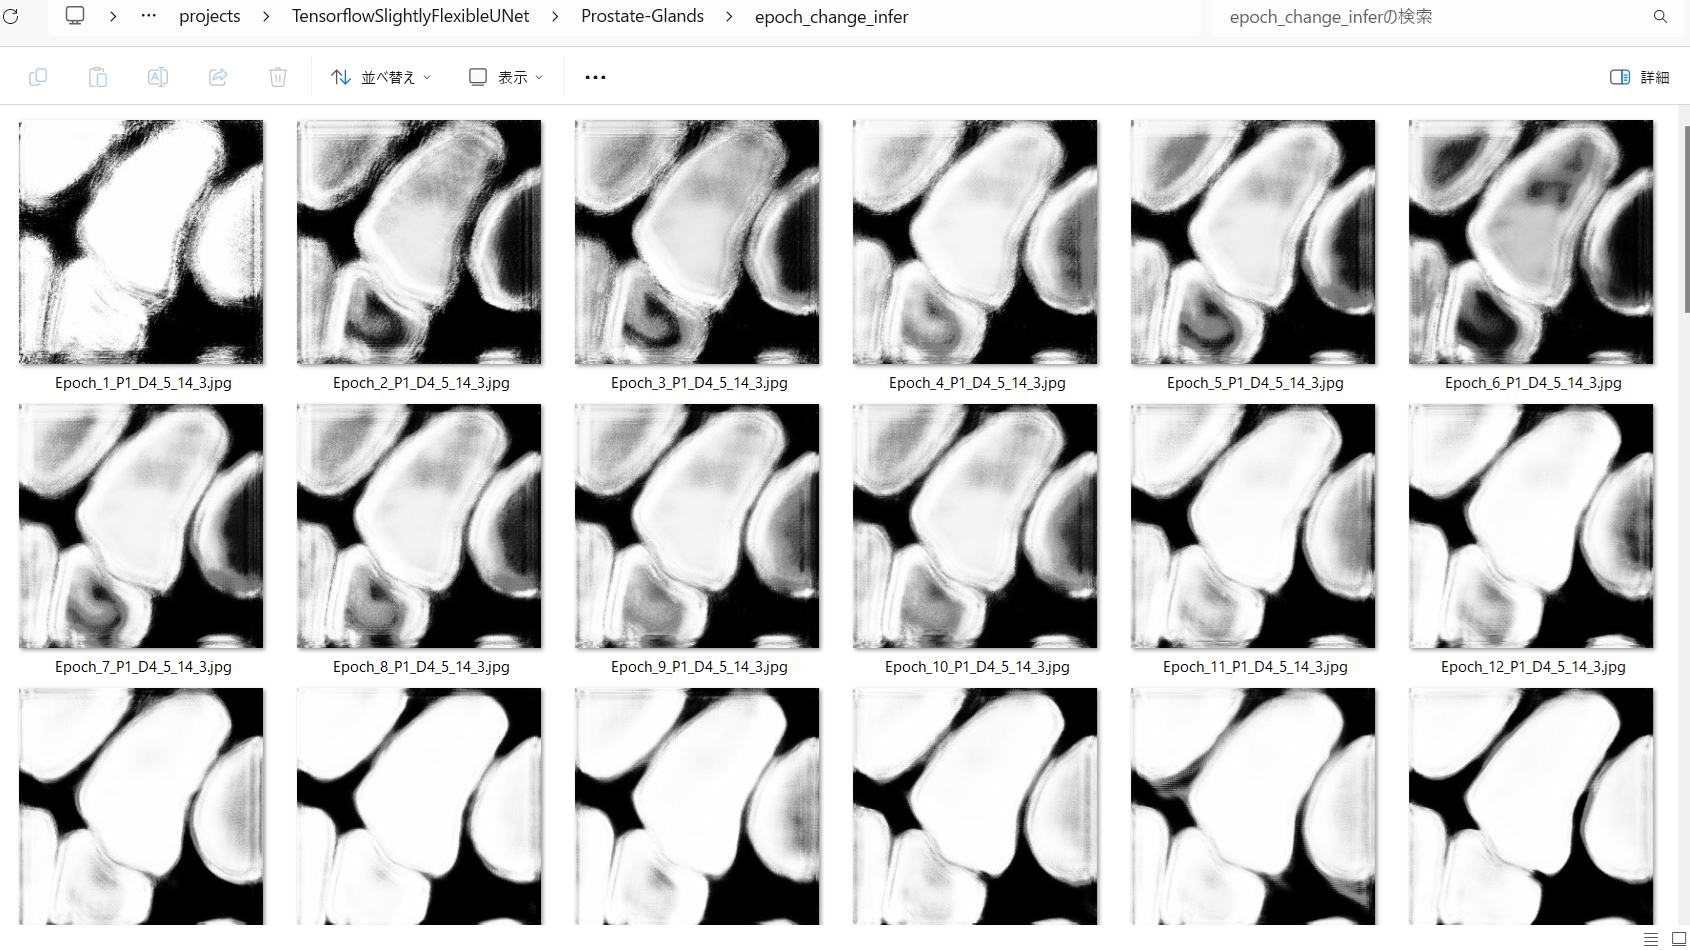 projects > TensorflowSlightlyFlexibleUNet > Prostate-Glands > epoch_change_infer
epoch_change_inferの検索
並べ替え
表示
詳細
Epoch_1_P1_D4_5_14_3.jpg
Epoch_2_P1_D4_5_14_3.jpg
Epoch_3_P1_D4_5_14_3.jpg
Epoch_4_P1_D4_5_14_3.jpg
Epoch_5_P1_D4_5_14_3.jpg
Epoch_6_P1_D4_5_14_3.jpg
Epoch_7_P1_D4_5_14_3.jpg
Epoch_8_P1_D4_5_14_3.jpg
Epoch_9_P1_D4_5_14_3.jpg
Epoch_10_P1_D4_5_14_3.jpg
Epoch_11_P1_D4_5_14_3.jpg
Epoch_12_P1_D4_5_14_3.jpg